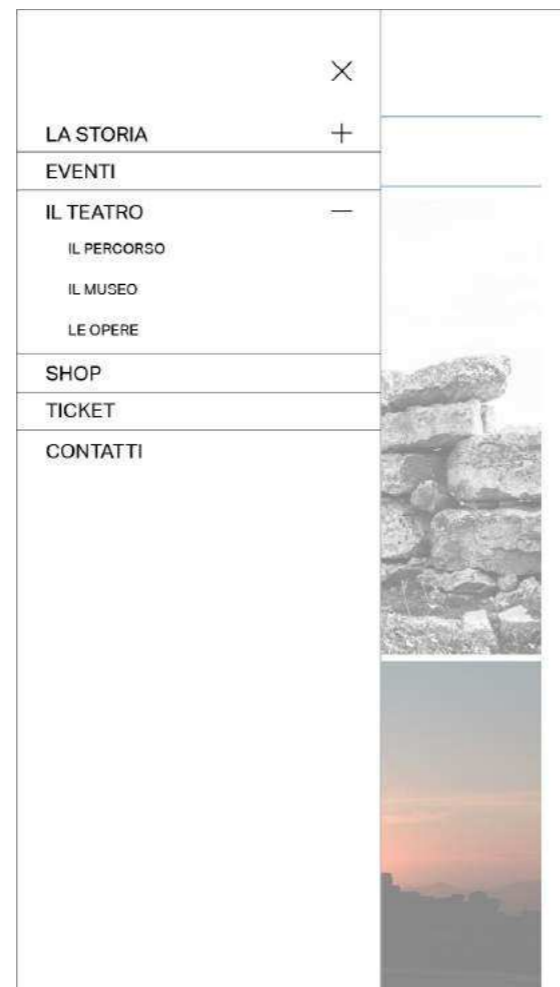 LA STORIA
EVENTI
IL TEATRO
IL PERCORSO
IL MUSEO
LE OPERE
SHOP
TICKET
CONTATTI